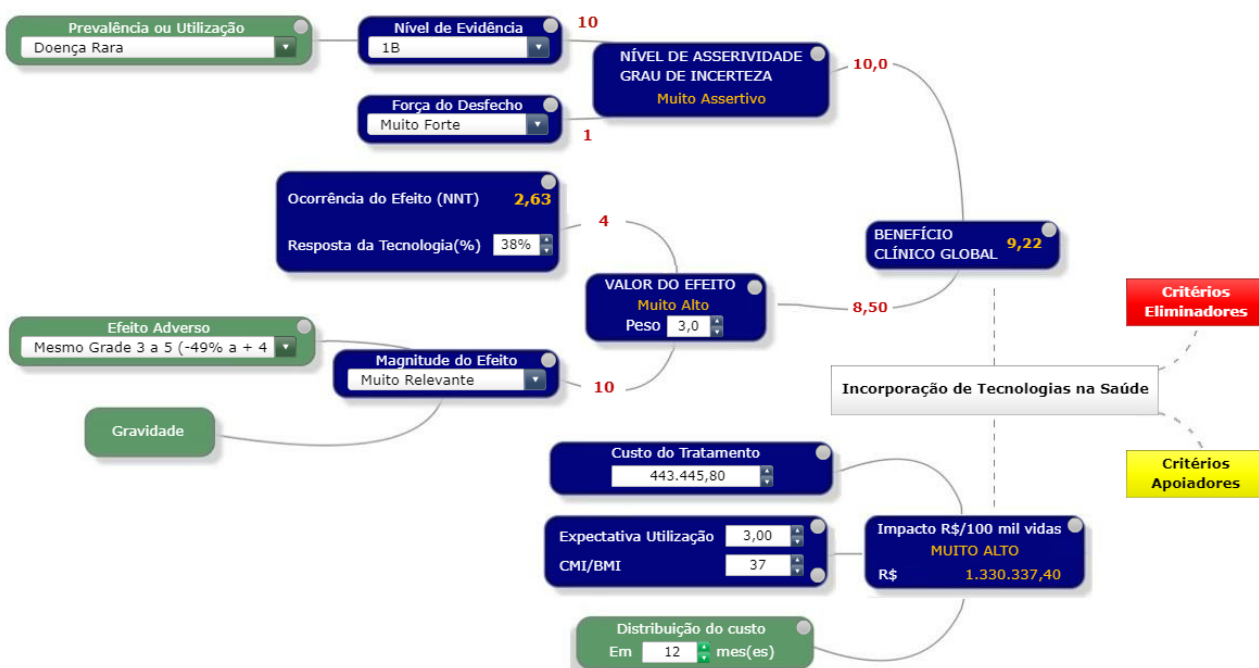 Prevalência ou Utilização
Doença Rara
Nível de Evidência
1B
10
NÍVEL DE ASSERIVIDADE
GRAU DE INCERTEZA
Muito Assertivo
10,0
Força do Desfecho
Muito Forte
1
Ocorrência do Efeito (NNT) 2,63
Resposta da Tecnologia(%) 38%
4
BENEFÍCIO
CLÍNICO GLOBAL 9,22
VALOR DO EFEITO
Muito Alto
Peso 3,0
8,50
Critérios
Eliminadores
Efeito Adverso
Mesmo Grade 3 a 5 (-49% a + 4
Magnitude do Efeito
Muito Relevante
10
Incorporação de Tecnologias na Saúde
Gravidade
Custo do Tratamento
443.445,80
Critérios
Apoiadores
Expectativa Utilização 3,00
CMI/BMI 37
Impacto R$/100 mil vidas
MUITO ALTO
R$ 1.330.337,40
Distribuição do custo
Em 12 mes(es)